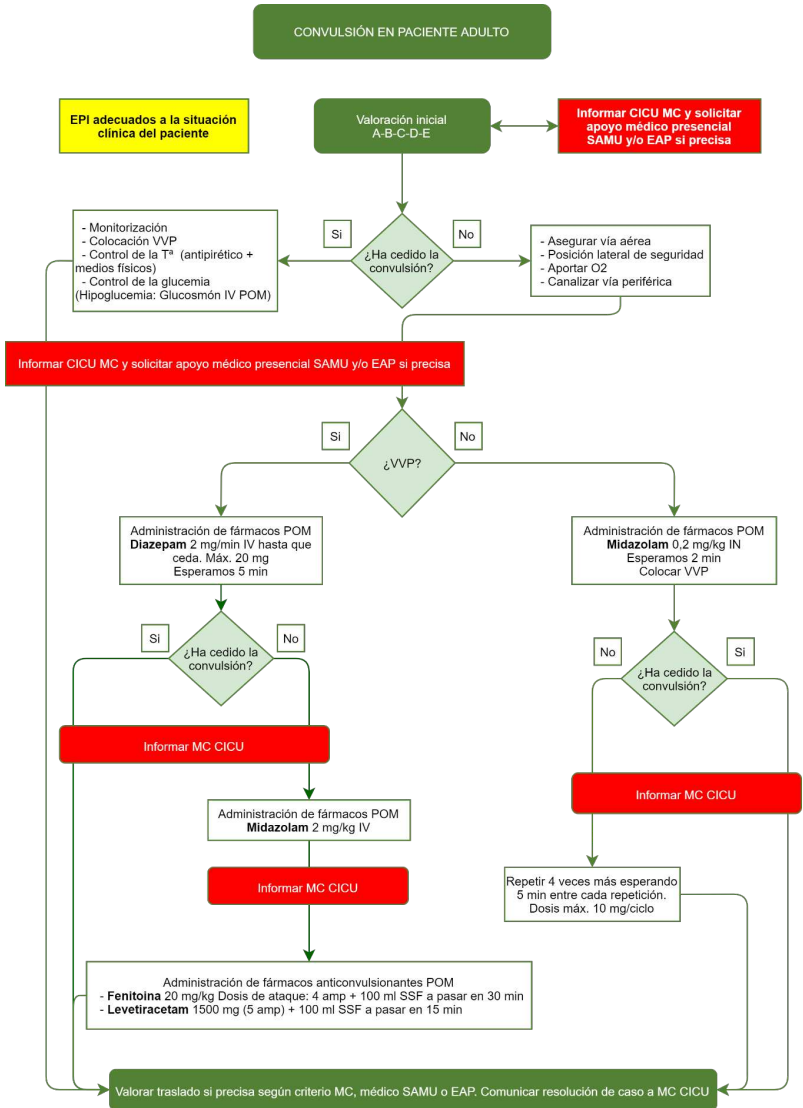 CONVULSIÓN EN PACIENTE ADULTO
EPI adecuados a la situación
clínica del paciente
Valoración inicial
A-B-C-D-E
Informar CICU MC y solicitar
apoyo médico presencial
SAMU y/o EAP si precisa
- Monitorización
- Colocación VVP
- Control de la Tª (antipirético +
medios físicos)
- Control de la glucemia
(Hipoglucemia: Glucosmón IV POM)
Si
¿Ha cedido la
convulsión?
No
- Asegurar vía aérea
- Posición lateral de seguridad
- Aportar O2
- Canalizar vía periférica
Informar CICU MC y solicitar apoyo médico presencial SAMU y/o EAP si precisa
Si
¿VVP?
No
Administración de fármacos POM
Diazepam 2 mg/min IV hasta que
ceda. Máx. 20 mg
Esperamos 5 min
Administración de fármacos POM
Midazolam 0,2 mg/kg IN
Esperamos 2 min
Colocar VVP
Si
¿Ha cedido la
convulsión?
No
No
¿Ha cedido la
convulsión?
Si
Informar MC CICU
Informar MC CICU
Administración de fármacos POM
Midazolam 2 mg/kg IV
Informar MC CICU
Repetir 4 veces más esperando
5 min entre cada repetición.
Dosis máx. 10 mg/ciclo
Administración de fármacos anticonvulsionantes POM
- Fenitoina 20 mg/kg Dosis de ataque: 4 amp + 100 ml SSF a pasar en 30 min
- Levetiracetam 1500 mg (5 amp) + 100 ml SSF a pasar en 15 min
Valorar traslado si precisa según criterio MC, médico SAMU o EAP. Comunicar resolución de caso a MC CICU